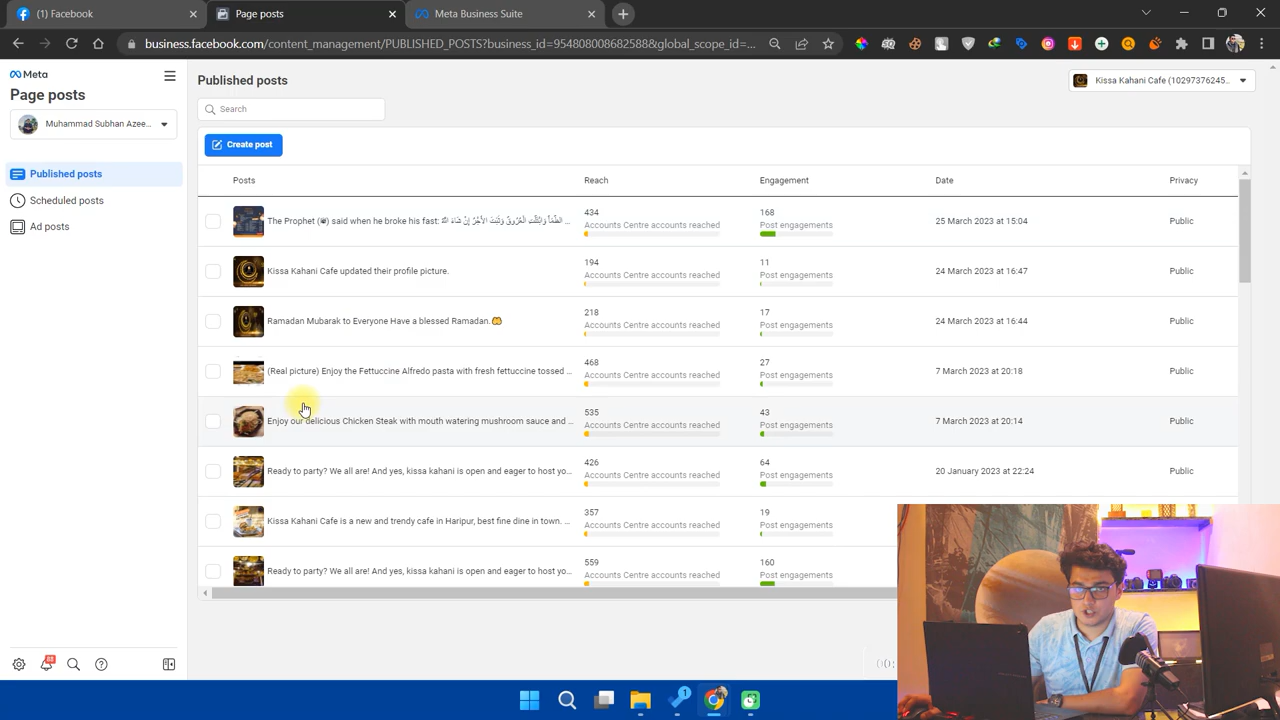 (1) Facebook
Page posts
Meta Business Suite
business.facebook.com/content_management/PUBLISHED_POSTS?business_id=954808008682588&global_scope_id=...
Meta
Page posts
Muhammad Subhan Azee...
Published posts
Scheduled posts
Ad posts
Published posts
Kissa Kahani Cafe (10297376245...
Search
Create post
Posts Reach Engagement Date Privacy
The Prophet (ﷺ) said when he broke his fast:
434
Accounts Centre accounts reached
168
Post engagements
25 March 2023 at 15:04
Public
Kissa Kahani Cafe updated their profile picture.
194
Accounts Centre accounts reached
11
Post engagements
24 March 2023 at 16:47
Public
Ramadan Mubarak to Everyone Have a blessed Ramadan.🤲
218
Accounts Centre accounts reached
17
Post engagements
24 March 2023 at 16:44
Public
(Real picture) Enjoy the Fettuccine Alfredo pasta with fresh fettuccine tossed ...
468
Accounts Centre accounts reached
27
Post engagements
7 March 2023 at 20:18
Public
Enjoy our delicious Chicken Steak with mouth watering mushroom sauce and ...
535
Accounts Centre accounts reached
43
Post engagements
7 March 2023 at 20:14
Public
Ready to party? We all are! And yes, kissa kahani is open and eager to host yo...
426
Accounts Centre accounts reached
64
Post engagements
20 January 2023 at 22:24
Public
Kissa Kahani Cafe is a new and trendy cafe in Haripur, best fine dine in town. ...
357
Accounts Centre accounts reached
19
Post engagements
Ready to party? We all are! And yes, kissa kahani is open and eager to host yo...
559
Accounts Centre accounts reached
160
Post engagements
88
1